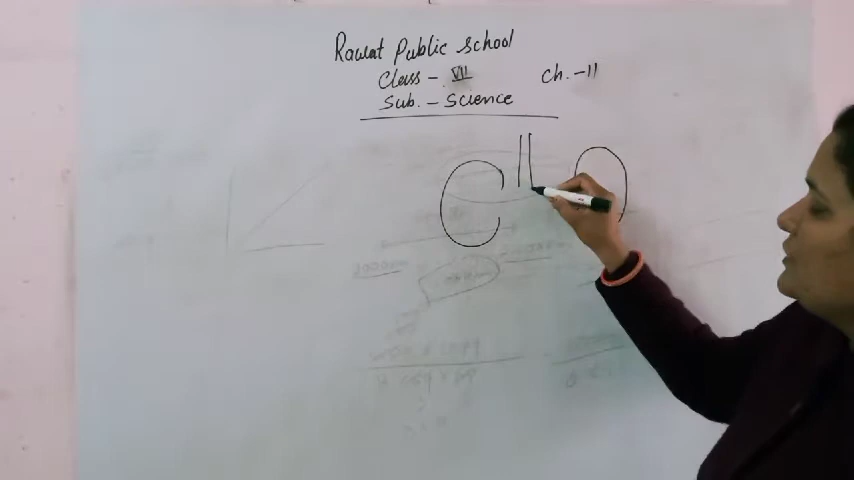 Rawat Public school
Class - VII Ch. - 11
Sub. - Science